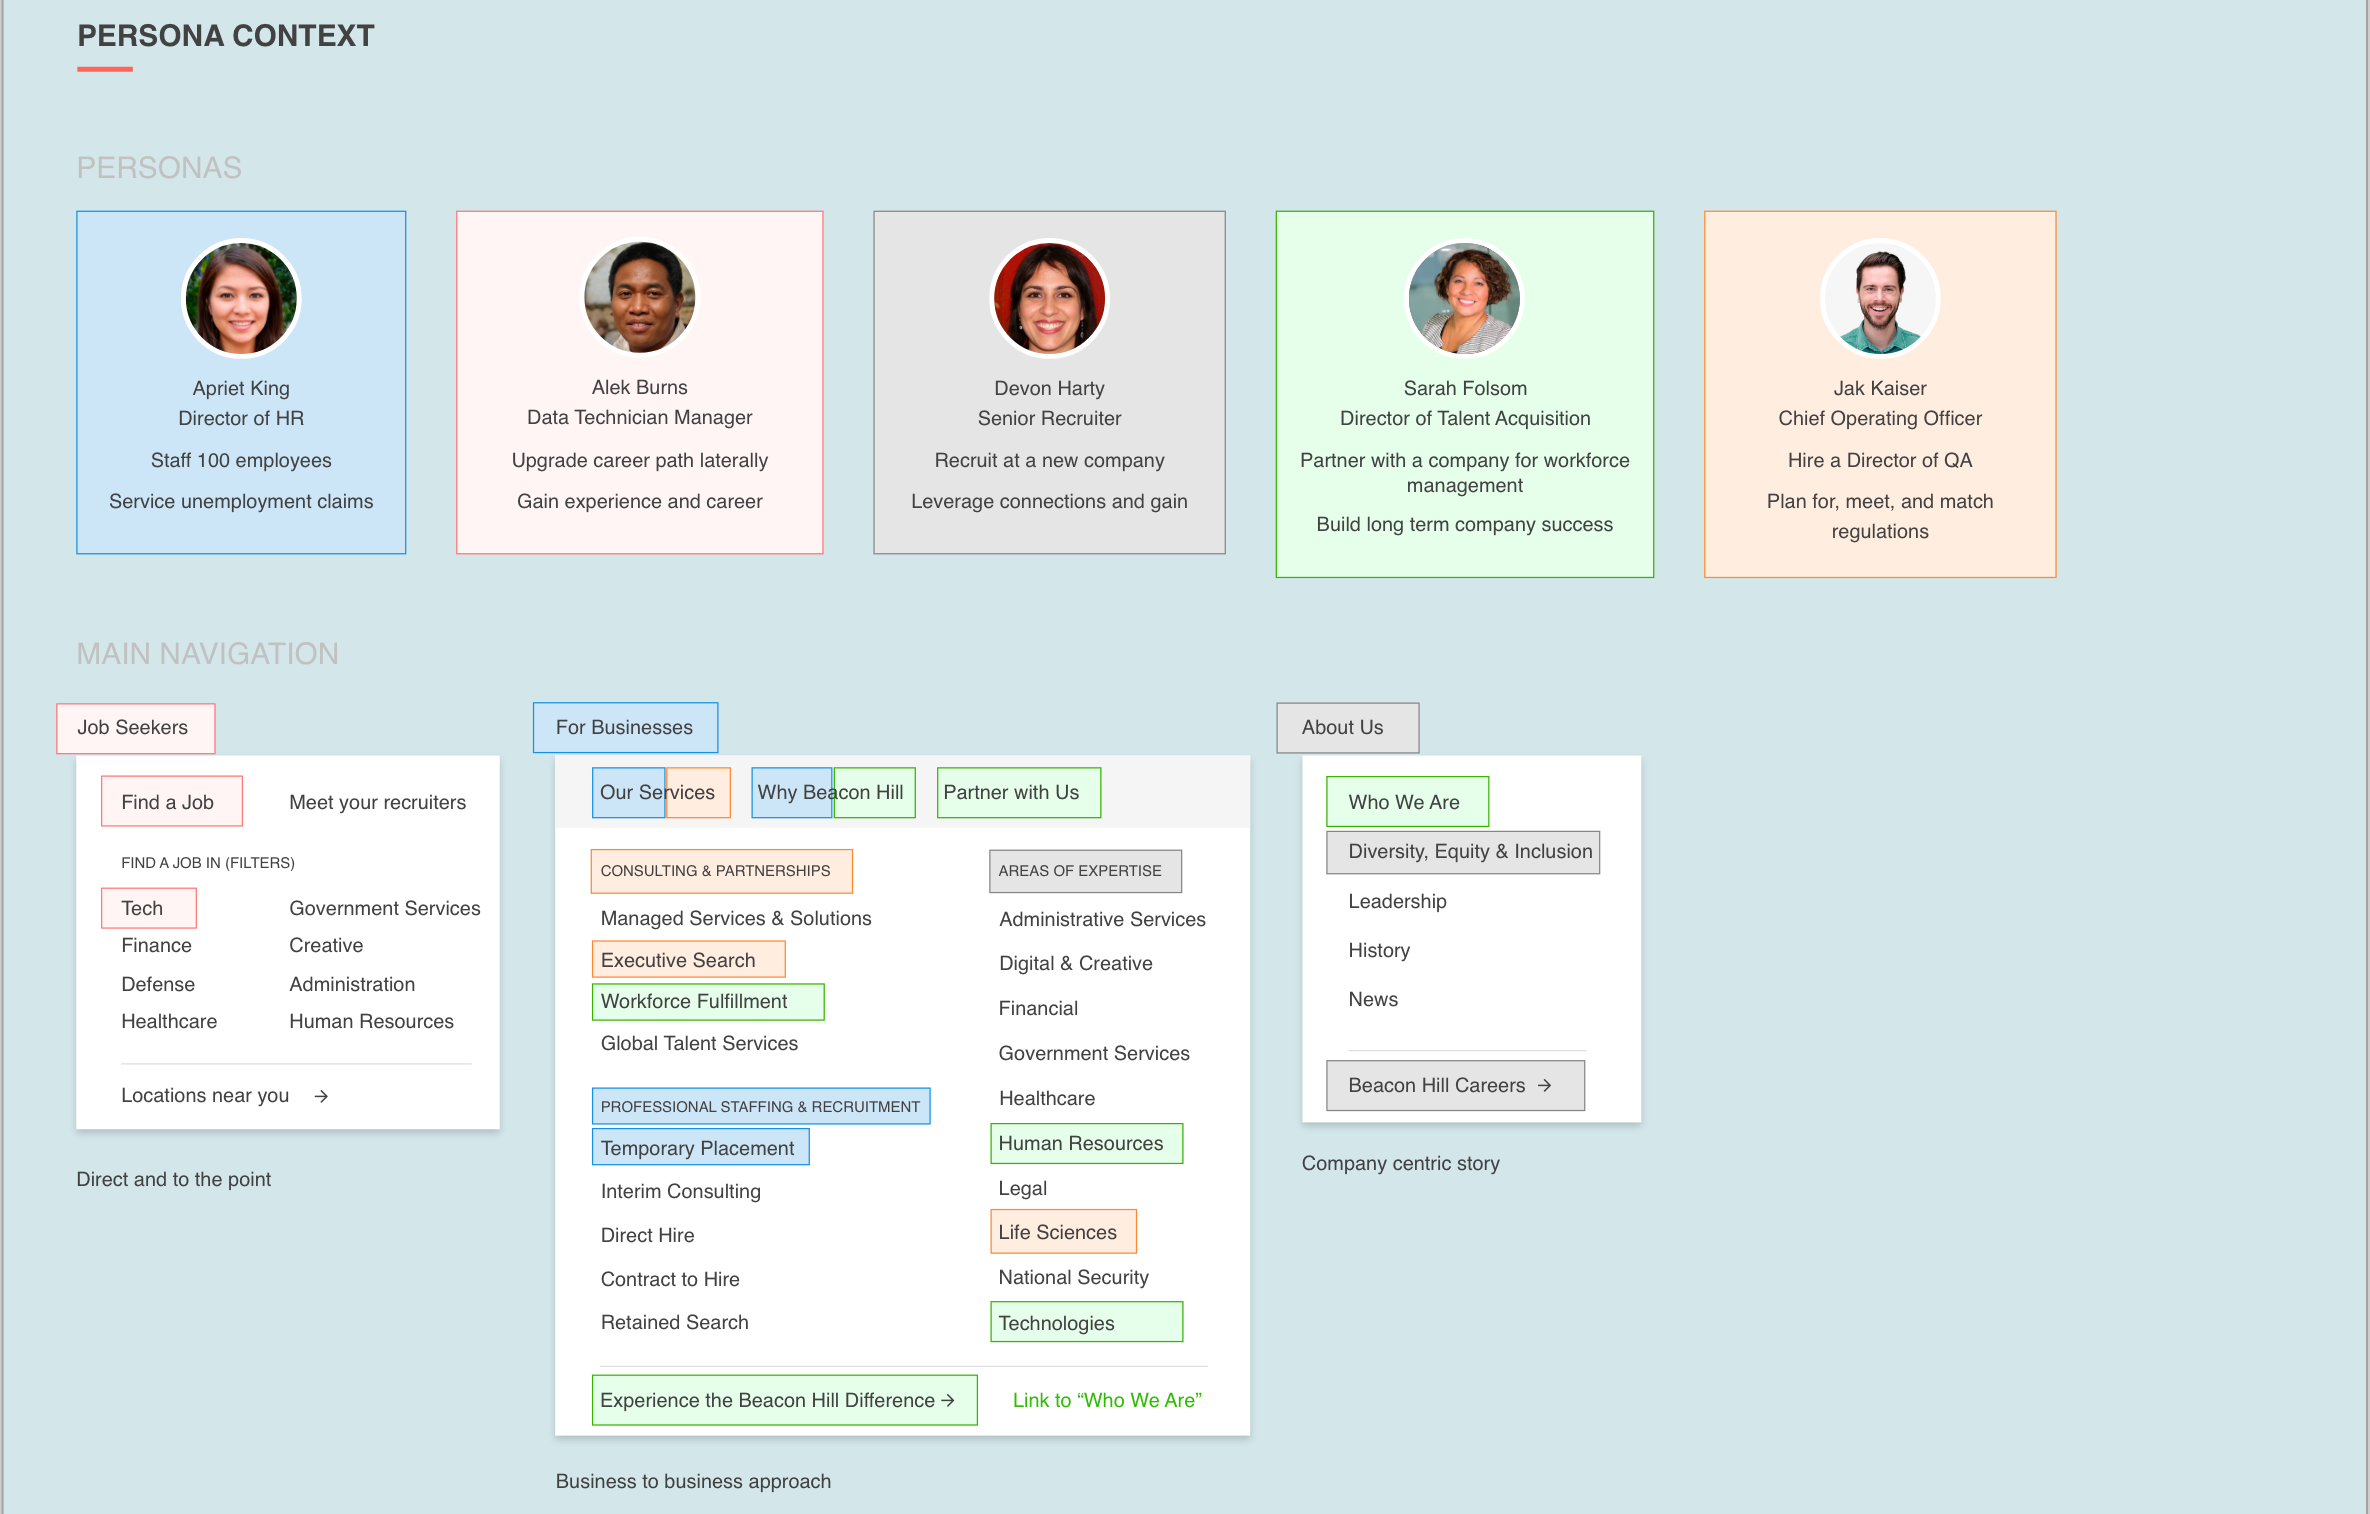 PERSONA CONTEXT
PERSONAS
Apriet King
Director of HR
Staff 100 employees
Service unemployment claims
Alek Burns
Data Technician Manager
Upgrade career path laterally
Gain experience and career
Devon Harty
Senior Recruiter
Recruit at a new company
Leverage connections and gain
Sarah Folsom
Director of Talent Acquisition
Partner with a company for workforce
management
Build long term company success
Jak Kaiser
Chief Operating Officer
Hire a Director of QA
Plan for, meet, and match
regulations
MAIN NAVIGATION
Job Seekers
Find a Job
Meet your recruiters
FIND A JOB IN (FILTERS)
Tech
Government Services
Finance
Creative
Defense
Administration
Healthcare
Human Resources
Locations near you →
Direct and to the point
For Businesses
Our Services
Why Beacon Hill
Partner with Us
CONSULTING & PARTNERSHIPS
Managed Services & Solutions
Executive Search
Workforce Fulfillment
Global Talent Services
PROFESSIONAL STAFFING & RECRUITMENT
Temporary Placement
Interim Consulting
Direct Hire
Contract to Hire
Retained Search
AREAS OF EXPERTISE
Administrative Services
Digital & Creative
Financial
Government Services
Healthcare
Human Resources
Legal
Life Sciences
National Security
Technologies
Experience the Beacon Hill Difference →
Link to “Who We Are”
Business to business approach
About Us
Who We Are
Diversity, Equity & Inclusion
Leadership
History
News
Beacon Hill Careers →
Company centric story